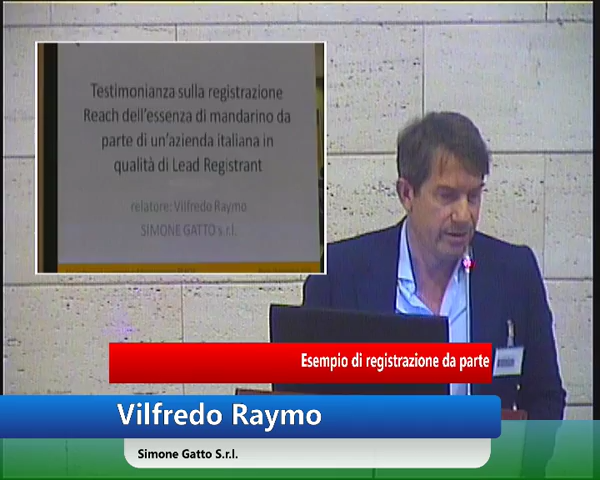 Testimonianza sulla registrazione
Reach dell'essenza di mandarino da
parte di un'azienda italiana in
qualità di Lead Registrant
relatore: Vilfredo Raymo
SIMONE GATTO s.r.l.
Esempio di registrazione da parte
Vilfredo Raymo
Simone Gatto S.r.l.